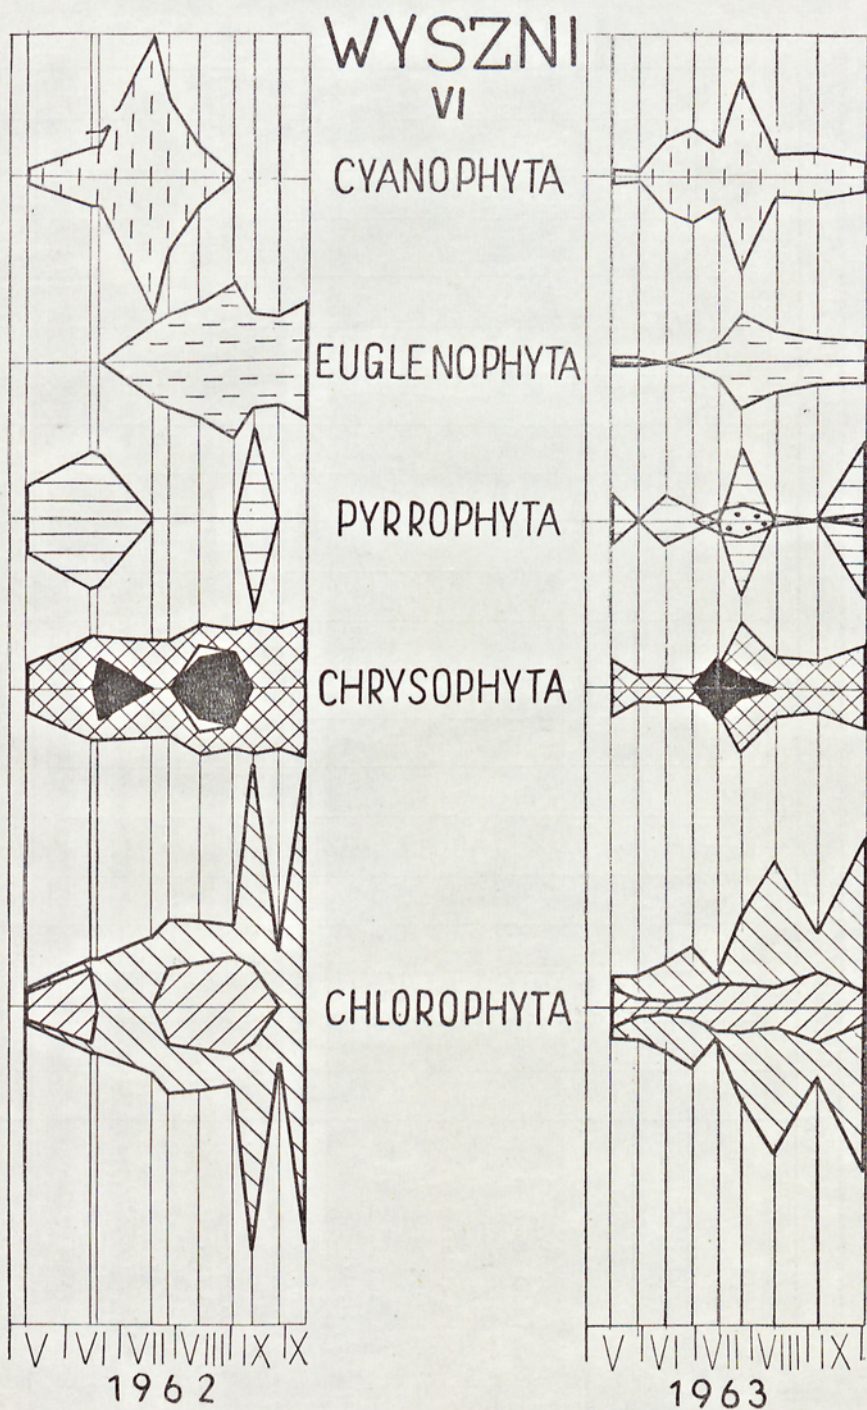 WYSZNI
VI
CYANOPHYTA
EUGLENOPHYTA
PYRROPHYTA
CHRYSOPHYTA
CHLOROPHYTA
V VI VII VIII IX X
1962
V VI VII VIII IX
1963